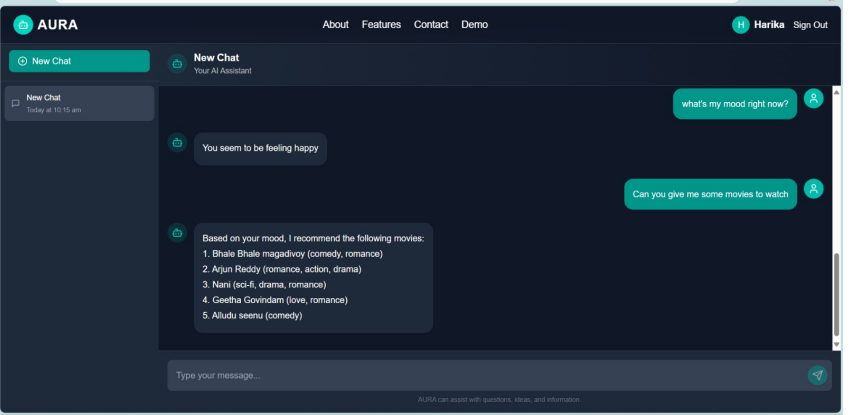 AURA
About Features Contact Demo
H Harika Sign Out
New Chat
New Chat
Today at 10:15 am
New Chat
Your AI Assistant
what's my mood right now?
You seem to be feeling happy
Can you give me some movies to watch
Based on your mood, I recommend the following movies:
1. Bhale Bhale magadivoy (comedy, romance)
2. Arjun Reddy (romance, action, drama)
3. Nani (sci-fi, drama, romance)
4. Geetha Govindam (love, romance)
5. Alludu seenu (comedy)
Type your message...
AURA can assist with questions, ideas, and information.